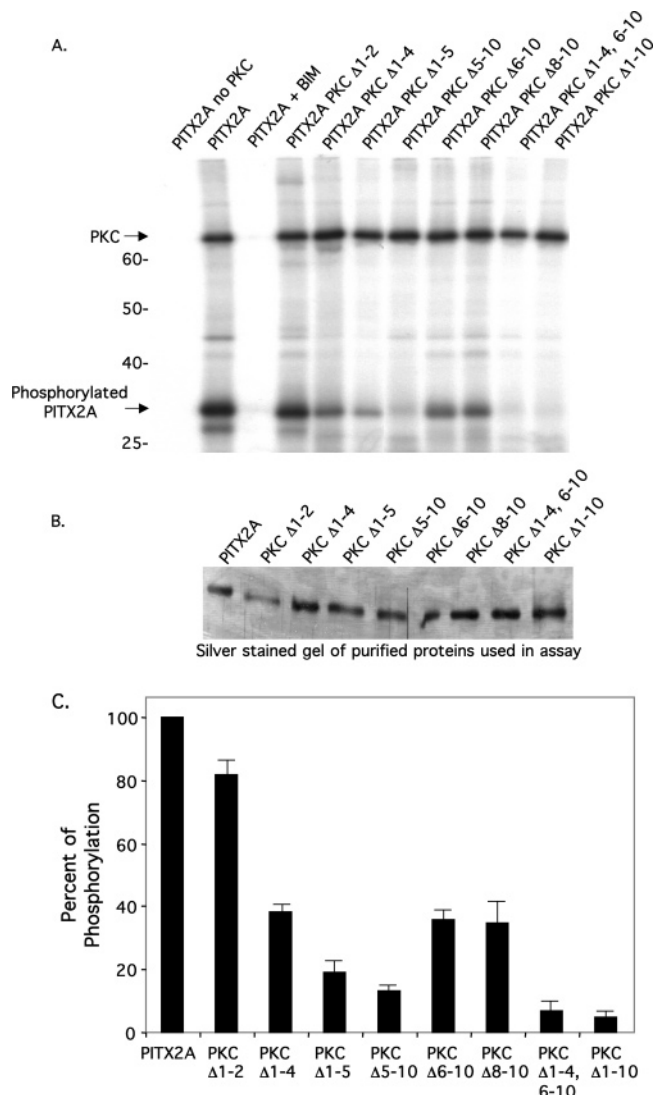 A.
PITX2A no PKC
PITX2A
PITX2A + BIM
PITX2A PKC Δ1-2
PITX2A PKC Δ1-4
PITX2A PKC Δ1-5
PITX2A PKC Δ5-10
PITX2A PKC Δ6-10
PITX2A PKC Δ8-10
PITX2A PKC Δ1-4, 6-10
PITX2A PKC Δ1-10
PKC
60-
50-
40-
Phosphorylated
PITX2A
25-
B.
PITX2A
PKC Δ1-2
PKC Δ1-4
PKC Δ1-5
PKC Δ5-10
PKC Δ6-10
PKC Δ8-10
PKC Δ1-4, 6-10
PKC Δ1-10
Silver stained gel of purified proteins used in assay
C.
Percent of
Phosphorylation
100
80
60
40
20
0
PITX2A
PKC
Δ1-2
PKC
Δ1-4
PKC
Δ1-5
PKC
Δ5-10
PKC
Δ6-10
PKC
Δ8-10
PKC
Δ1-4,
6-10
PKC
Δ1-10